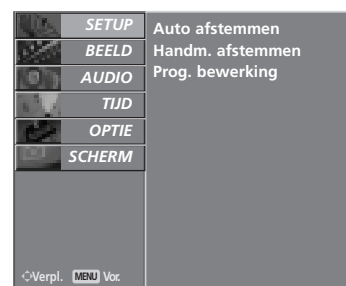 SETUP
BEELD
AUDIO
TIJD
OPTIE
SCHERM
Auto afstemmen
Handm. afstemmen
Prog. bewerking
Verpl. MENU Vor.